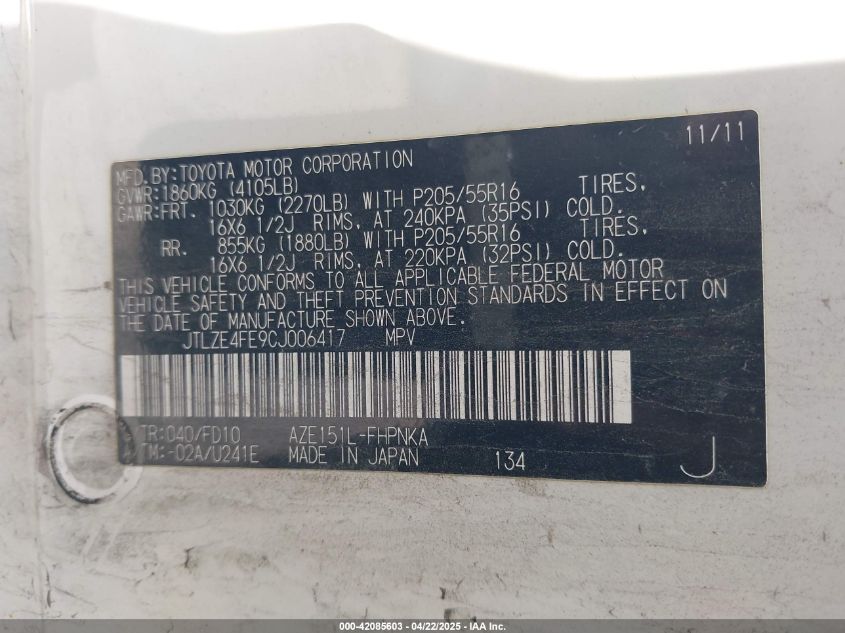 11/11
MFD.BY:TOYOTA MOTOR CORPORATION
GVWR:1860KG (4105LB)
GAWR:FRT. 1030KG (2270LB) WITH P205/55R16 TIRES,
16X6 1/2J RIMS, AT 240KPA (35PSI) COLD.
RR. 855KG (1880LB) WITH P205/55R16 TIRES,
16X6 1/2J RIMS, AT 220KPA (32PSI) COLD.
THIS VEHICLE CONFORMS TO ALL APPLICABLE FEDERAL MOTOR
VEHICLE SAFETY AND THEFT PREVENTION STANDARDS IN EFFECT ON
THE DATE OF MANUFACTURE SHOWN ABOVE.
JTLZE4FE9CJ006417 MPV
TR:040/FD10 AZE151L-FHPNKA
TM:-02A/U241E MADE IN JAPAN 134 J
000-42085603 - 04/22/2025 - IAA Inc.